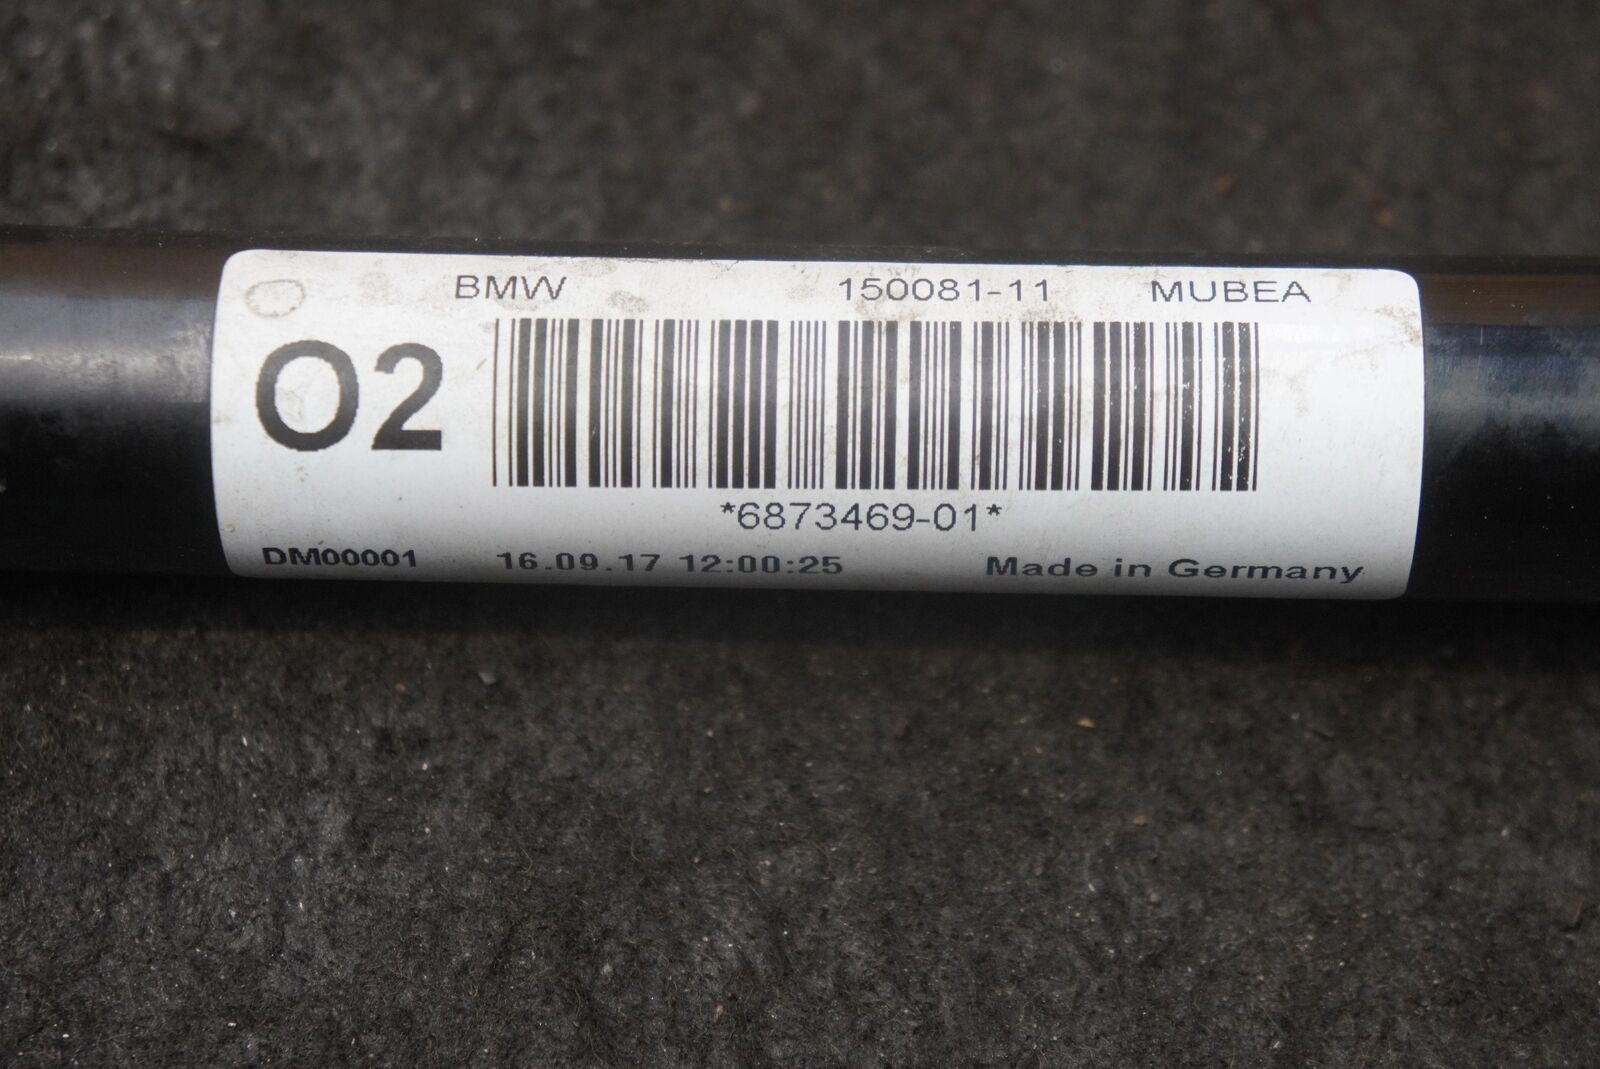 BMW 150081-11 MUBEA
O2
*6873469-01*
DM00001 16.09.17 12:00:25 Made in Germany